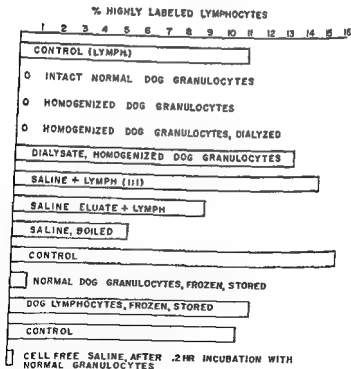 % HIGHLY LABELED LYMPHOCYTES
1 2 3 4 5 6 7 8 9 10 11 12 13 14 15 16
CONTROL (LYMPH)
O INTACT NORMAL DOG GRANULOCYTES
O HOMOGENIZED DOG GRANULOCYTES
O HOMOGENIZED DOG GRANULOCYTES, DIALYZED
DIALYSATE, HOMOGENIZED DOG GRANULOCYTES
SALINE + LYMPH (1:1)
SALINE ELUATE + LYMPH
SALINE, BOILED
CONTROL
NORMAL DOG GRANULOCYTES, FROZEN, STORED
DOG LYMPHOCYTES, FROZEN, STORED
CONTROL
CELL FREE SALINE, AFTER .2HR INCUBATION WITH
NORMAL GRANULOCYTES